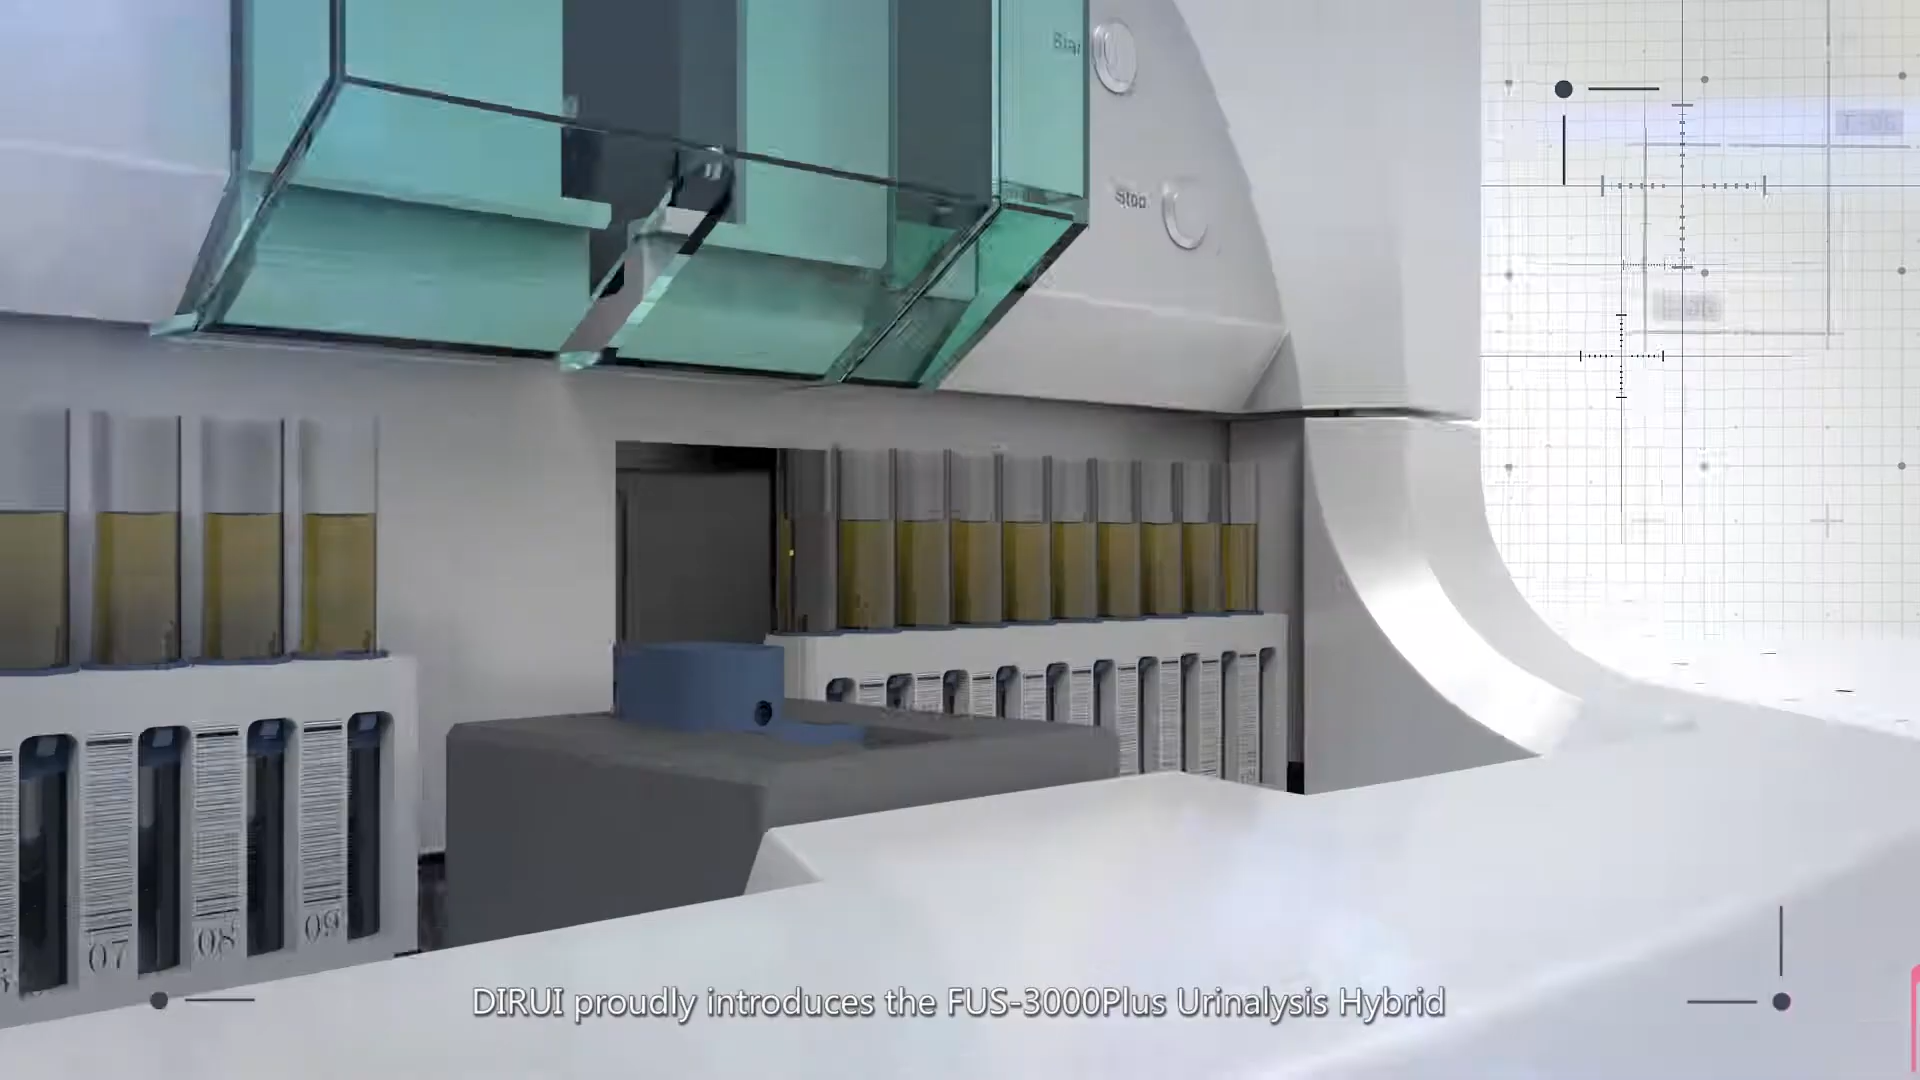 Stop
07
08
09
DIRUI proudly introduces the FUS-3000Plus Urinalysis Hybrid